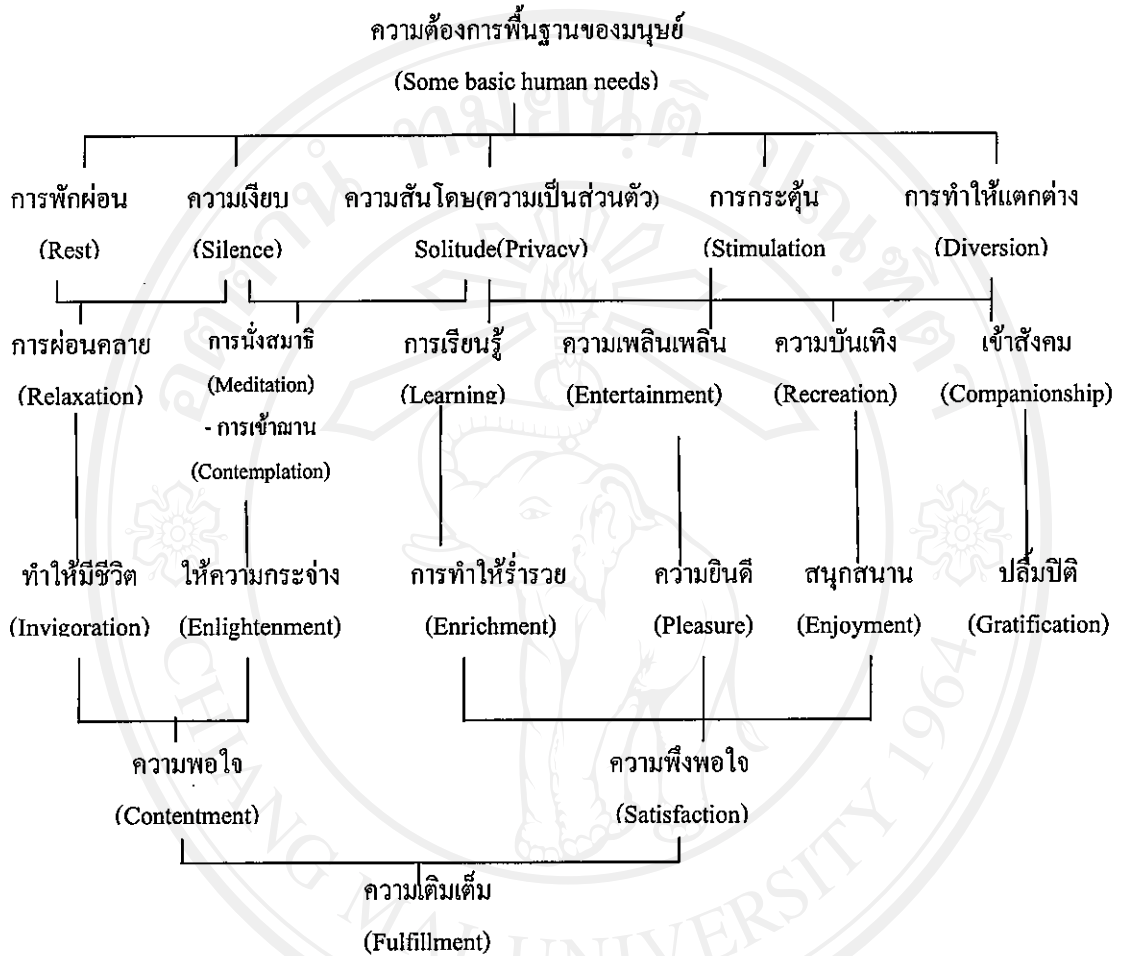 ความต้องการพื้นฐานของมนุษย์
(Some basic human needs)
การพักผ่อน ความเงียบ ความสันโดษ(ความเป็นส่วนตัว) การกระตุ้น การทำให้แตกต่าง
(Rest) (Silence) Solitude(Privacy) (Stimulation (Diversion)
การผ่อนคลาย การนั่งสมาธิ การเรียนรู้ ความเพลินเพลิน ความบันเทิง เข้าสังคม
(Relaxation) (Meditation) (Learning) (Entertainment) (Recreation) (Companionship)
- การเข้าฌาน
(Contemplation)
ทำให้มีชีวิต ให้ความกระจ่าง การทำให้ร่ำรวย ความยินดี สนุกสนาน ปลื้มปิติ
(Invigoration) (Enlightenment) (Enrichment) (Pleasure) (Enjoyment) (Gratification)
ความพอใจ ความพึงพอใจ
(Contentment) (Satisfaction)
ความเติมเต็ม
(Fulfillment)
CHIANG MAI UNIVERSITY 1964